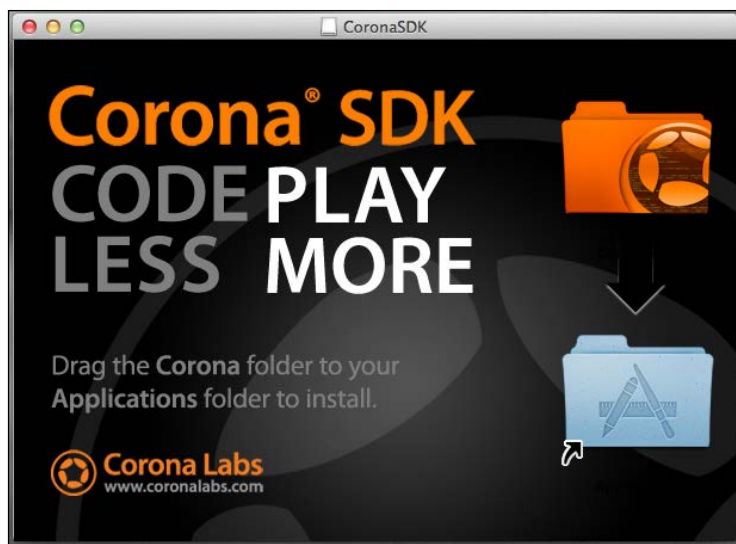 CoronaSDK
Corona® SDK
CODE PLAY
LESS MORE
Drag the Corona folder to your
Applications folder to install.
Corona Labs
www.coronalabs.com